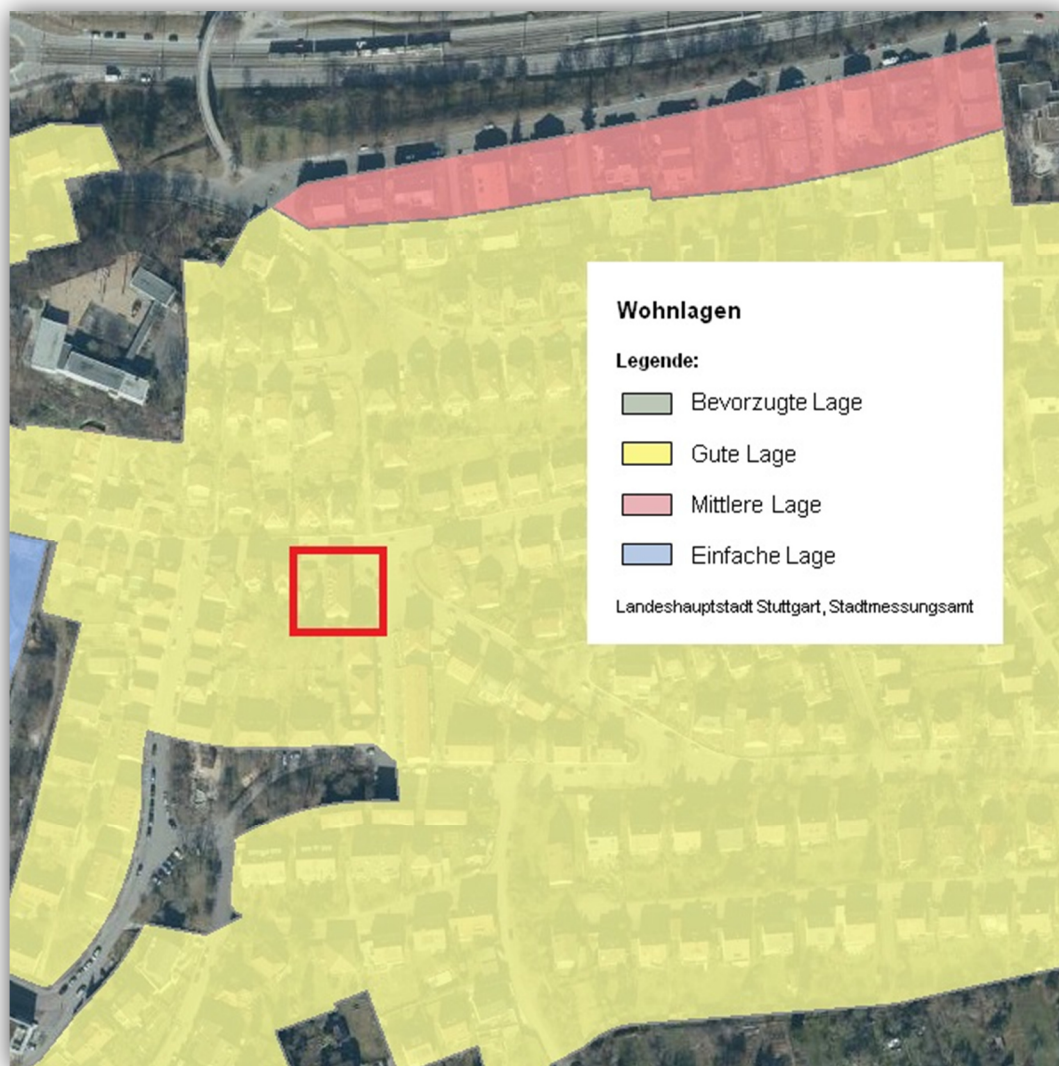 Wohnlagen
Legende:
Bevorzugte Lage
Gute Lage
Mittlere Lage
Einfache Lage
Landeshauptstadt Stuttgart, Stadtmessungsamt